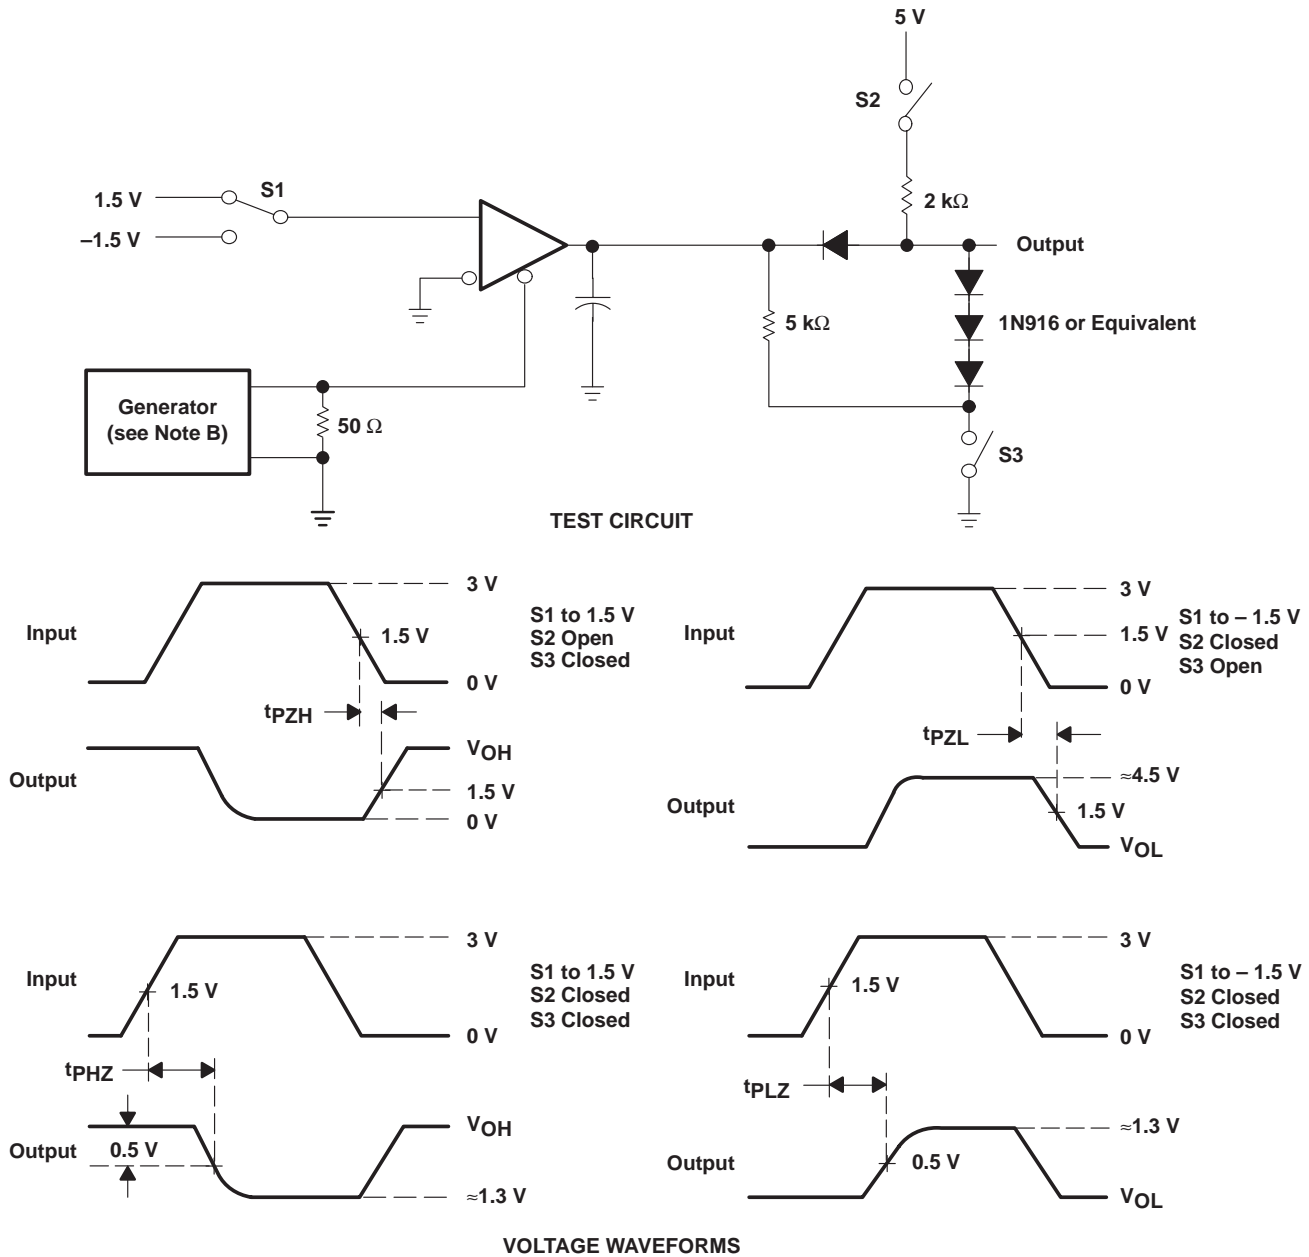 5 V
S2
1.5 V
S1
2 kΩ
–1.5 V
Output
5 kΩ
1N916 or Equivalent
Generator
(see Note B)
50 Ω
S3
TEST CIRCUIT
3 V
Input
1.5 V
S1 to 1.5 V
S2 Open
S3 Closed
0 V
tPZH
VOH
Output
1.5 V
0 V
3 V
Input
1.5 V
S1 to – 1.5 V
S2 Closed
S3 Open
0 V
tPZL
≈4.5 V
Output
1.5 V
VOL
3 V
Input
1.5 V
S1 to 1.5 V
S2 Closed
S3 Closed
0 V
tPHZ
VOH
Output
0.5 V
≈1.3 V
3 V
Input
1.5 V
S1 to – 1.5 V
S2 Closed
S3 Closed
0 V
tPLZ
≈1.3 V
Output
0.5 V
VOL
VOLTAGE WAVEFORMS